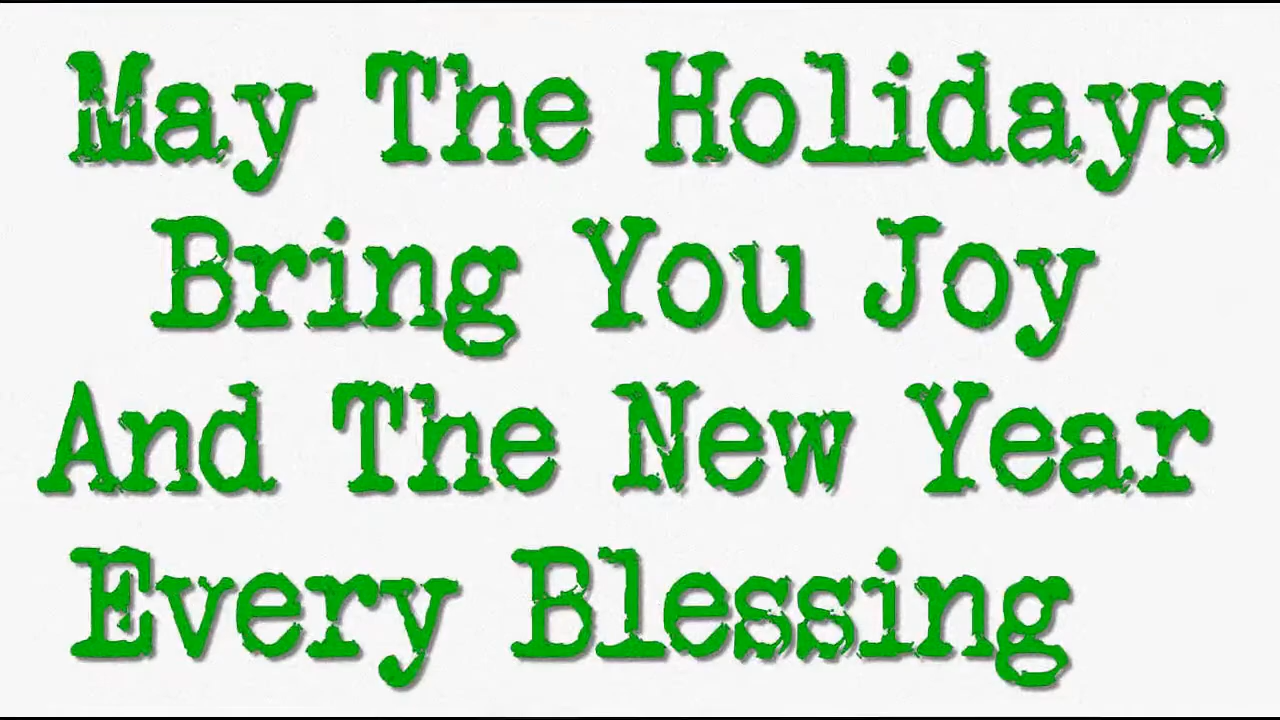 May The Holidays
Bring You Joy
And The New Year
Every Blessing